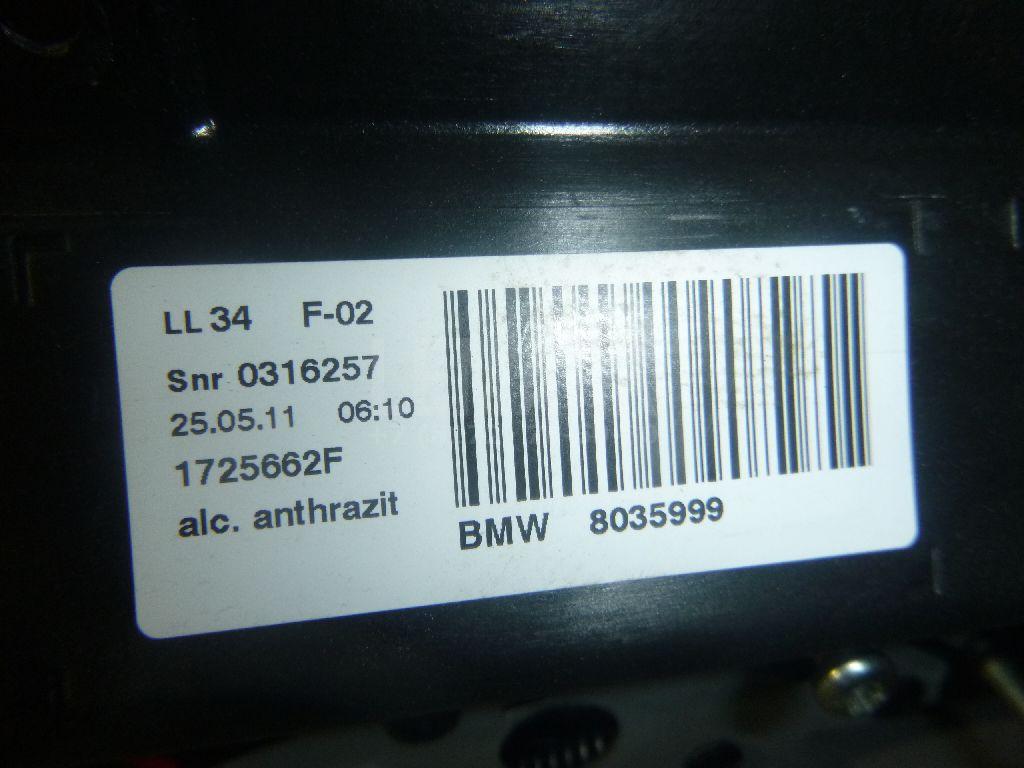 LL 34 F-02
Snr 0316257
25.05.11 06:10
1725662F
alc. anthrazit
BMW 8035999